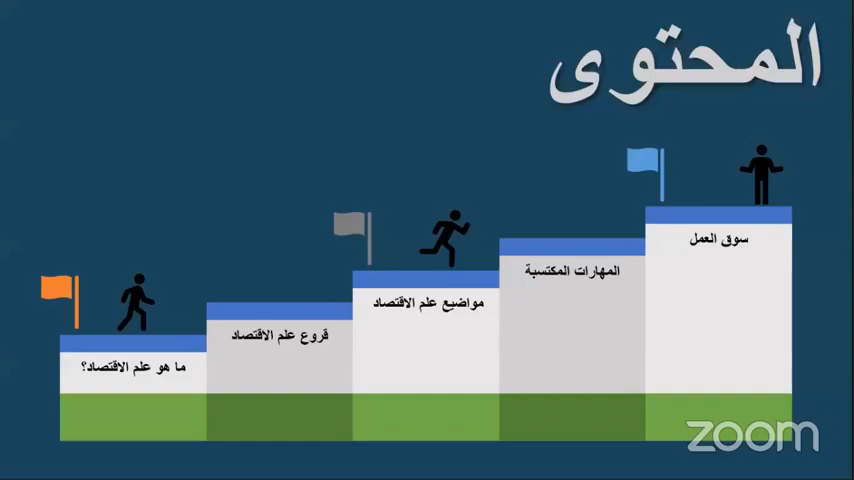 المحتوى
ما هو علم الاقتصاد؟
فروع علم الاقتصاد
مواضيع علم الاقتصاد
المهارات المكتسبة
سوق العمل
zoom